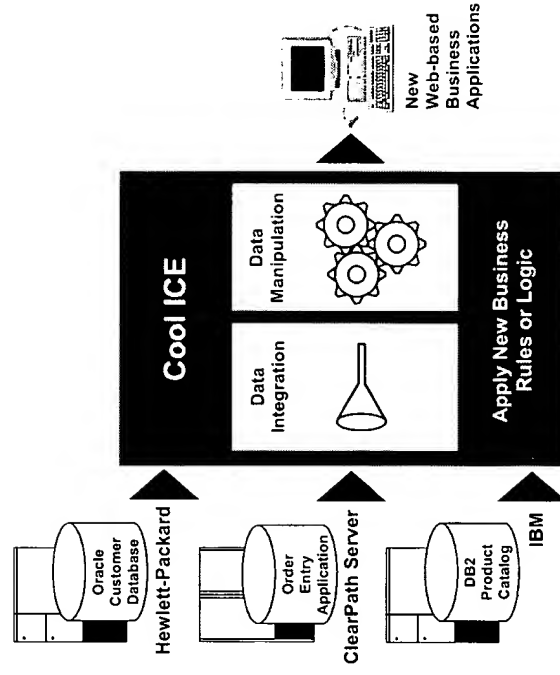 Oracle
Customer
Database
Hewlett-Packard
Order
Entry
Application
ClearPath Server
DB2
Product
Catalog
IBM
Cool ICE
Data
Integration
Data
Manipulation
Apply New Business
Rules or Logic
New
Web-based
Business
Applications